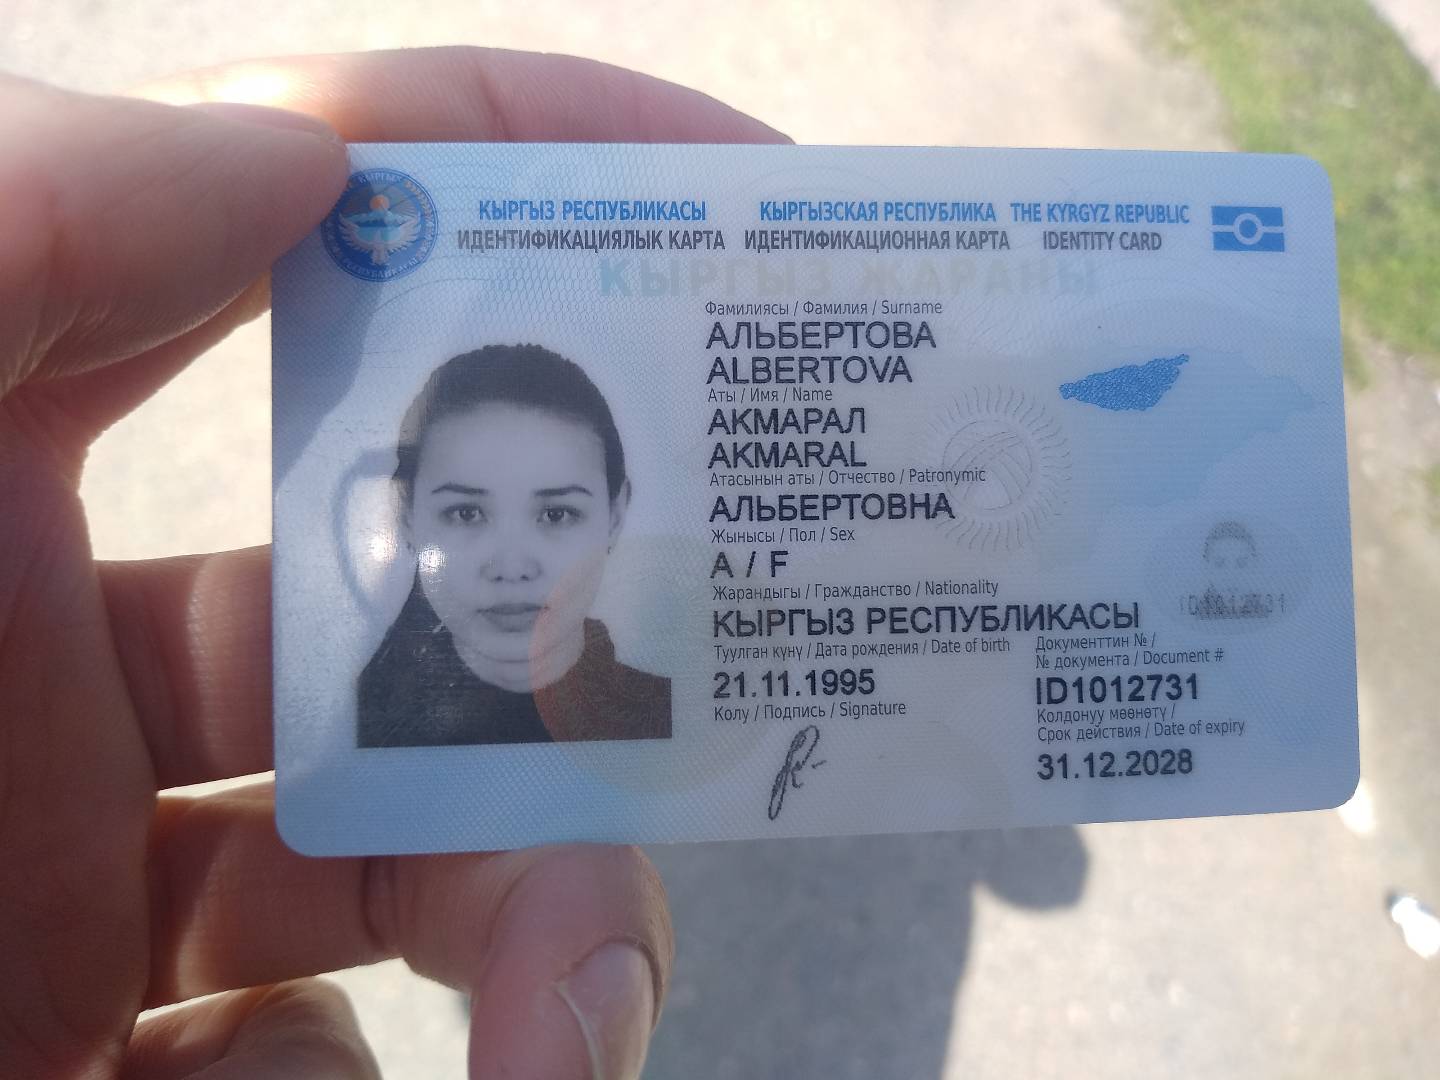 КЫРГЫЗ РЕСПУБЛИКАСЫ КЫРГЫЗСКАЯ РЕСПУБЛИКА THE KYRGYZ REPUBLIC
ИДЕНТИФИКАЦИЯЛЫК КАРТА ИДЕНТИФИКАЦИОННАЯ КАРТА IDENTITY CARD
КЫРГЫЗ ЖАРАНЫ
Фамилиясы / Фамилия / Surname
АЛЬБЕРТОВА
ALBERTOVA
Аты / Имя / Name
АКМАРАЛ
AKMARAL
Атасынын аты / Отчество / Patronymic
АЛЬБЕРТОВНА
Жынысы / Пол / Sex
А / F
Жарандыгы / Гражданство / Nationality
КЫРГЫЗ РЕСПУБЛИКАСЫ
Туулган күнү / Дата рождения / Date of birth
21.11.1995
Документтин № /
№ документа / Document #
ID1012731
Колу / Подпись / Signature
Колдонуу мөөнөтү /
Срок действия / Date of expiry
31.12.2028